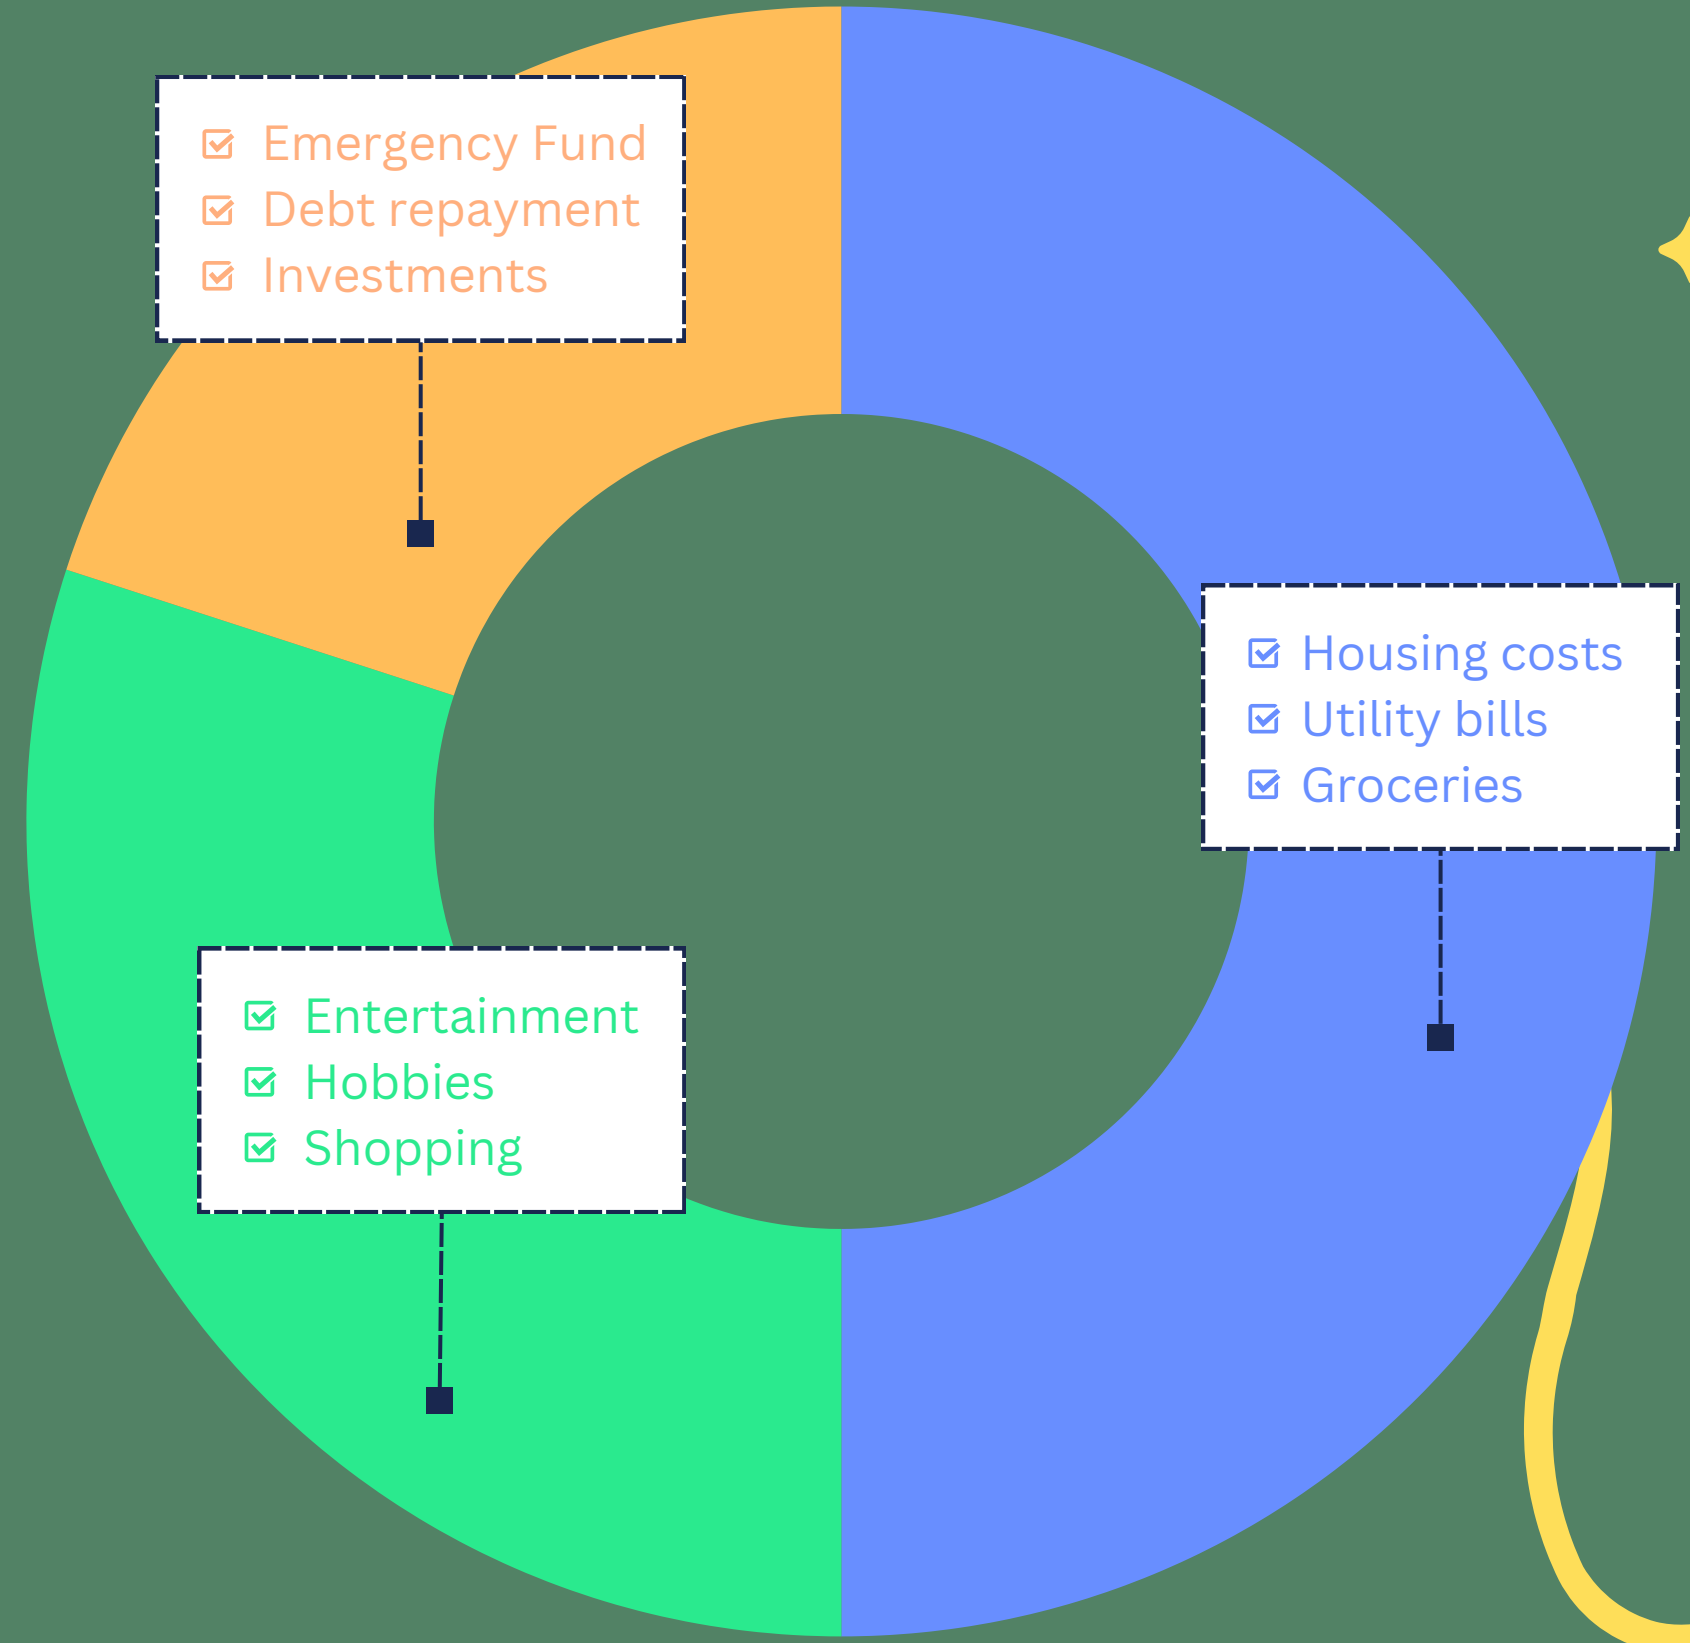 Emergency Fund
Debt repayment
Investments
Housing costs
Utility bills
Groceries
Entertainment
Hobbies
Shopping